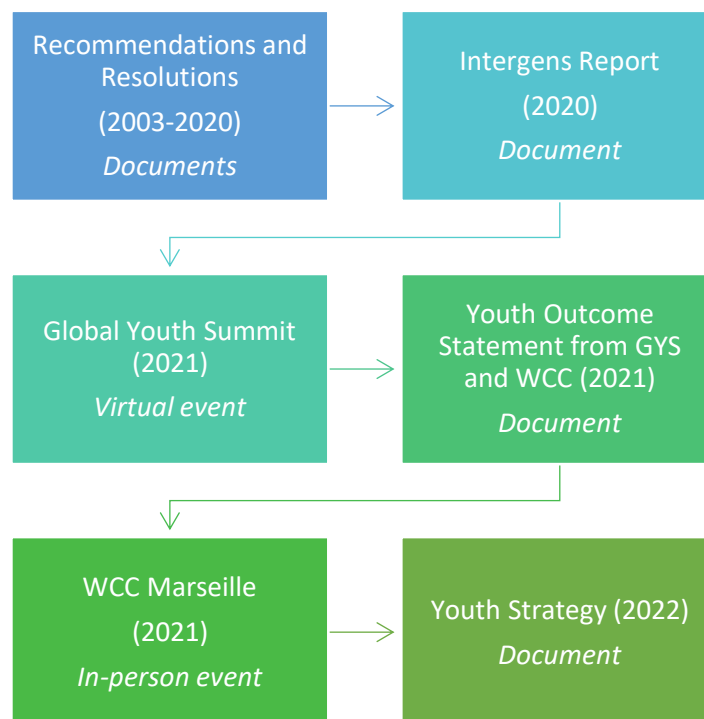 Recommendations and
Resolutions
(2003-2020)
Documents
Intergens Report
(2020)
Document
Global Youth Summit
(2021)
Virtual event
Youth Outcome
Statement from GYS
and WCC (2021)
Document
WCC Marseille
(2021)
In-person event
Youth Strategy (2022)
Document